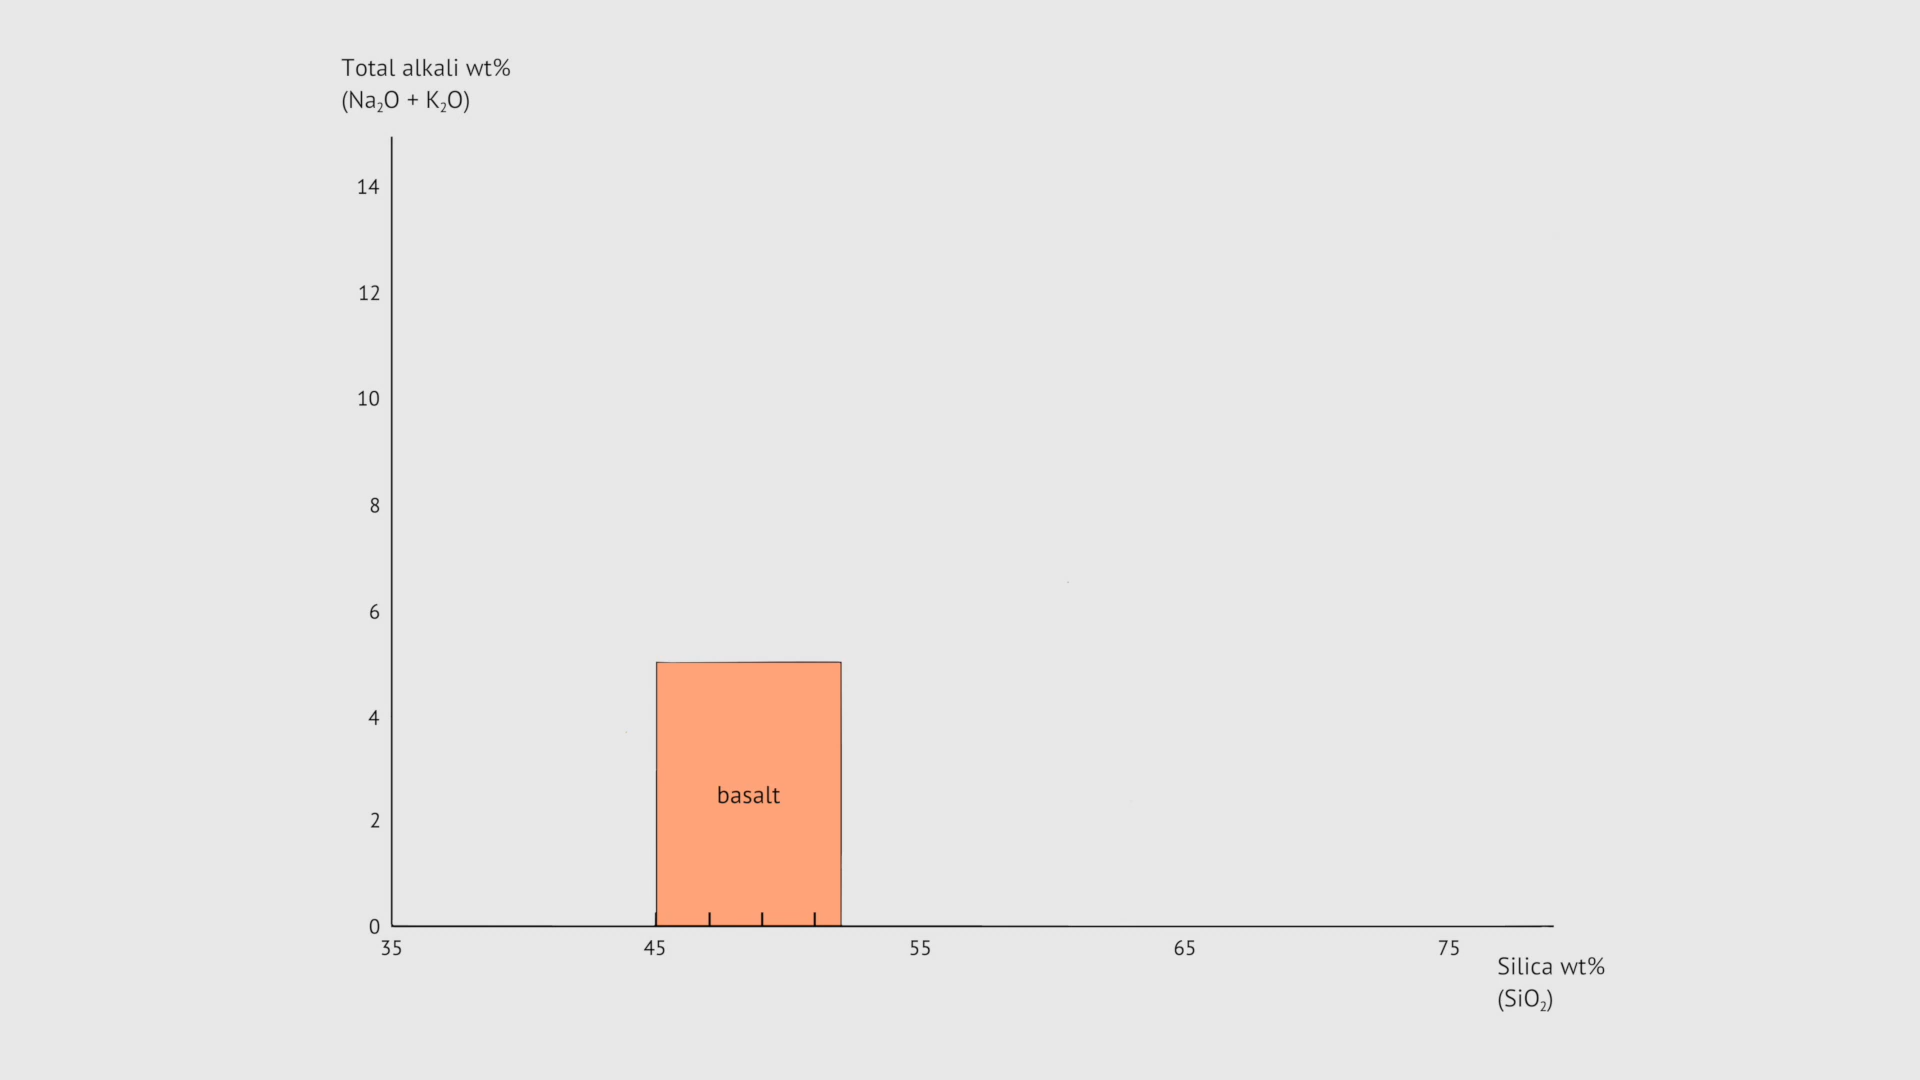 Total alkali wt%
(Na₂O + K₂O)
14
12
10
8
6
4
2
0
basalt
35 45 55 65 75
Silica wt%
(SiO₂)